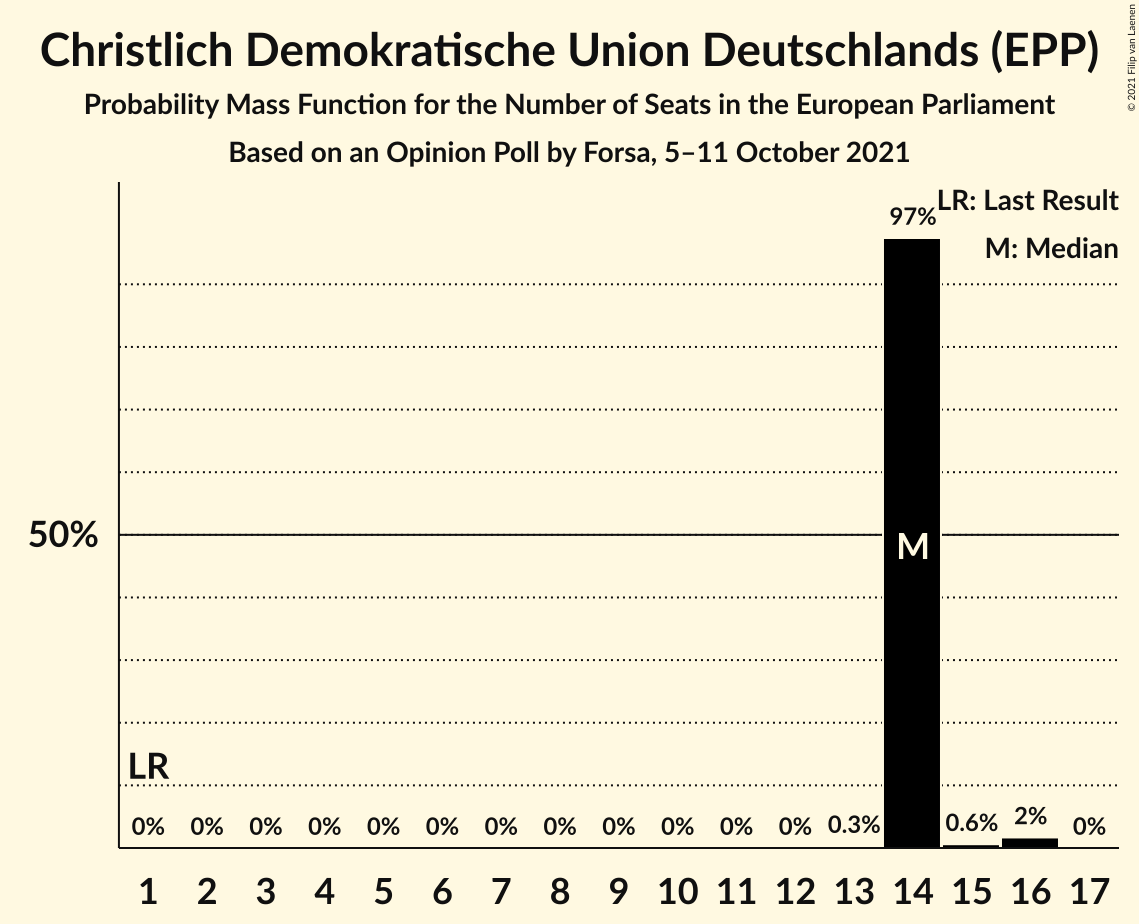 Christlich Demokratische Union Deutschlands (EPP)
Probability Mass Function for the Number of Seats in the European Parliament
Based on an Opinion Poll by Forsa, 5–11 October 2021
© 2021 Filip van Laenen
LR: Last Result
M: Median
97%
50%
M
LR
0% 0% 0% 0% 0% 0% 0% 0% 0% 0% 0% 0% 0.3% 0.6% 2% 0%
1 2 3 4 5 6 7 8 9 10 11 12 13 14 15 16 17